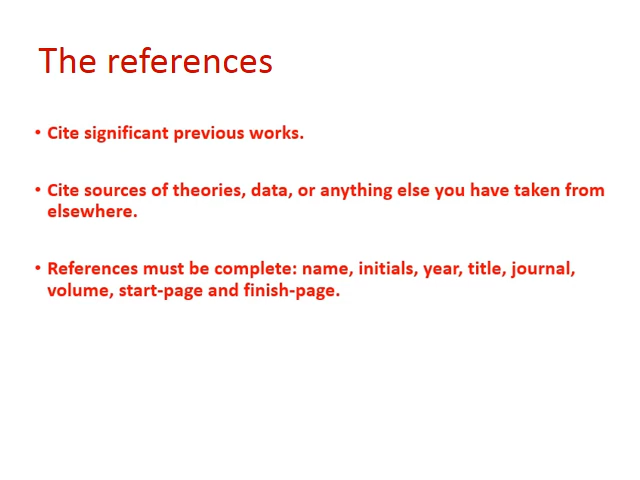 The references
• Cite significant previous works.
• Cite sources of theories, data, or anything else you have taken from
elsewhere.
• References must be complete: name, initials, year, title, journal,
volume, start-page and finish-page.